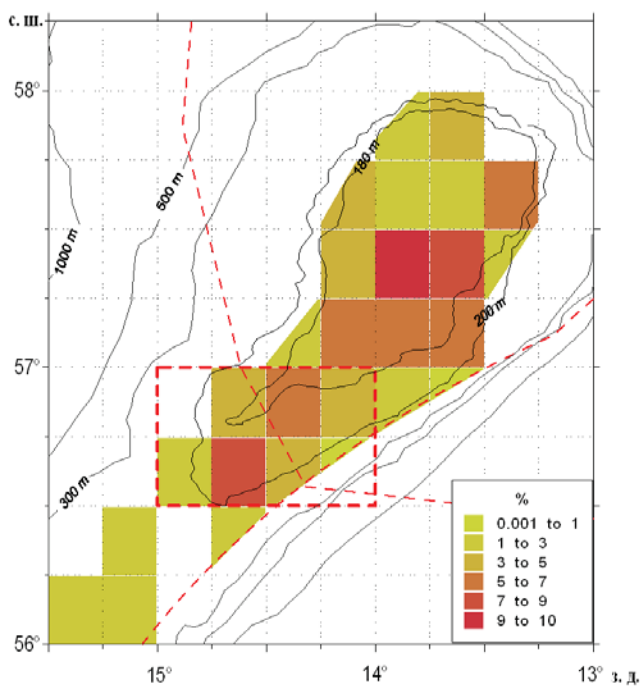 с. ш.
58°
180 m
500 m
1000 m
200 m
57°
300 m
%
0.001 to 1
1 to 3
3 to 5
5 to 7
7 to 9
9 to 10
56°
15°
14°
13°
з. д.